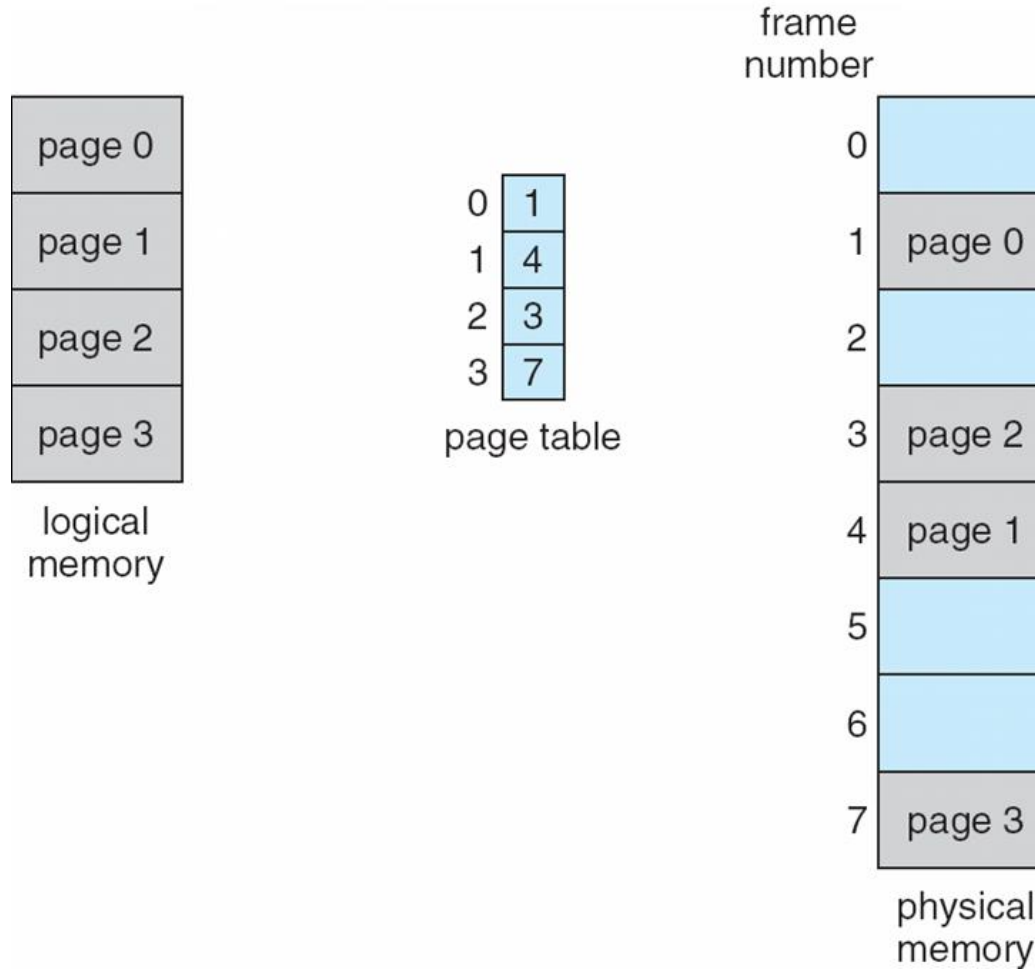 page 0
page 1
page 2
page 3
logical
memory
0 1
1 4
2 3
3 7
page table
frame
number
0
1 page 0
2
3 page 2
4 page 1
5
6
7 page 3
physical
memory